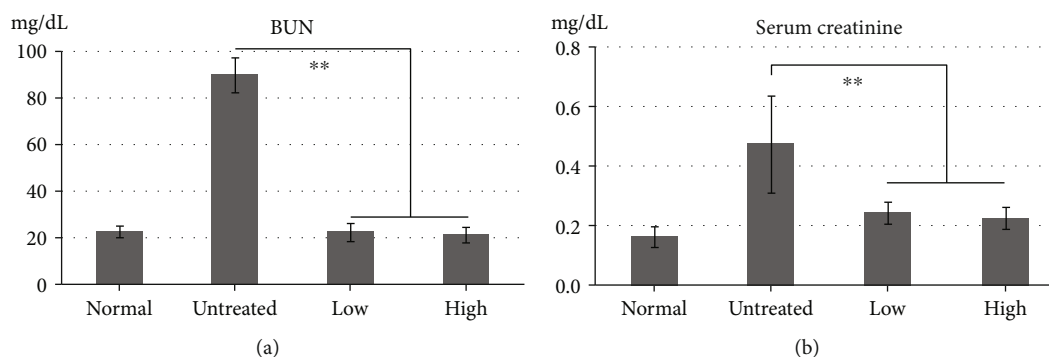 mg/dL
BUN
100
80
60
40
20
0
**
Normal Untreated Low High
(a)
mg/dL
Serum creatinine
0.8
0.6
0.4
0.2
0.0
**
Normal Untreated Low High
(b)